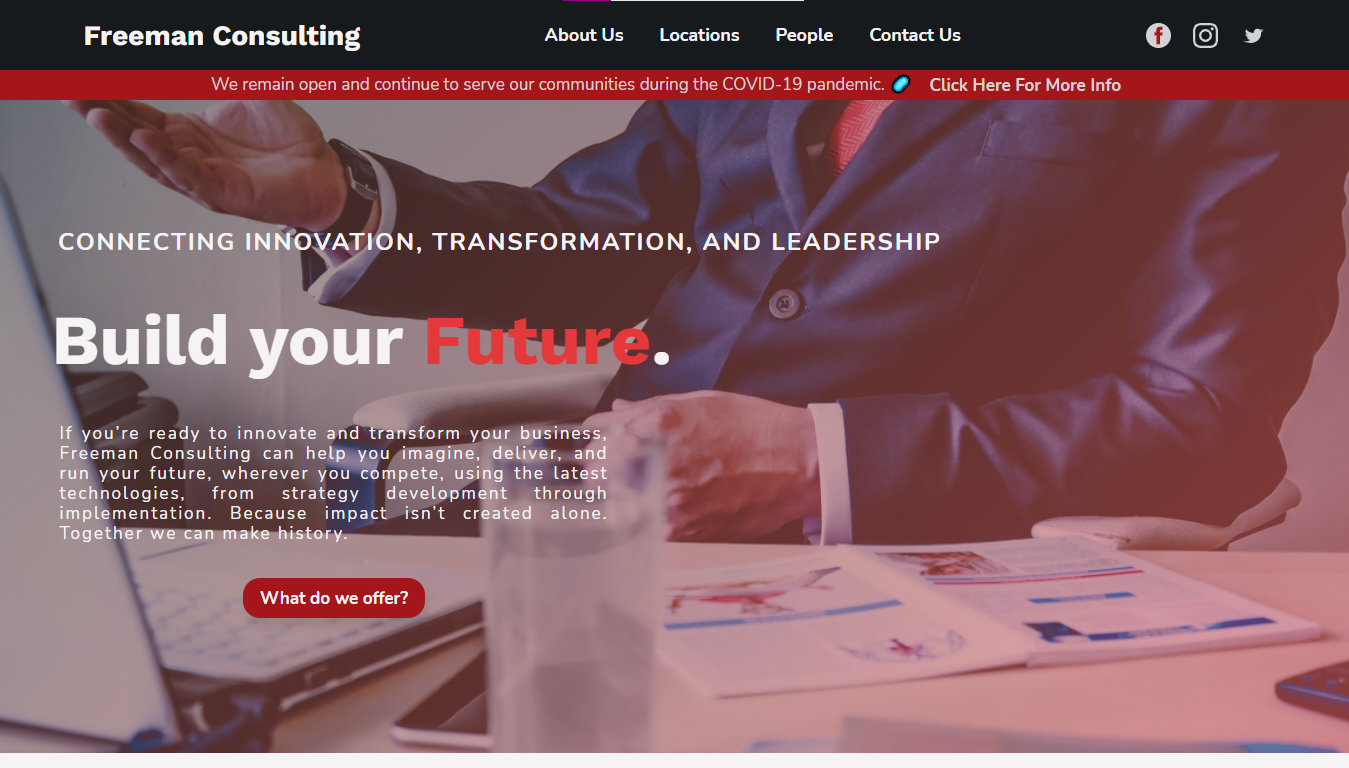 Freeman Consulting
About Us Locations People Contact Us
We remain open and continue to serve our communities during the COVID-19 pandemic. Click Here For More Info
CONNECTING INNOVATION, TRANSFORMATION, AND LEADERSHIP
Build your Future.
If you’re ready to innovate and transform your business,
Freeman Consulting can help you imagine, deliver, and
run your future, wherever you compete, using the latest
technologies, from strategy development through
implementation. Because impact isn’t created alone.
Together we can make history.
What do we offer?